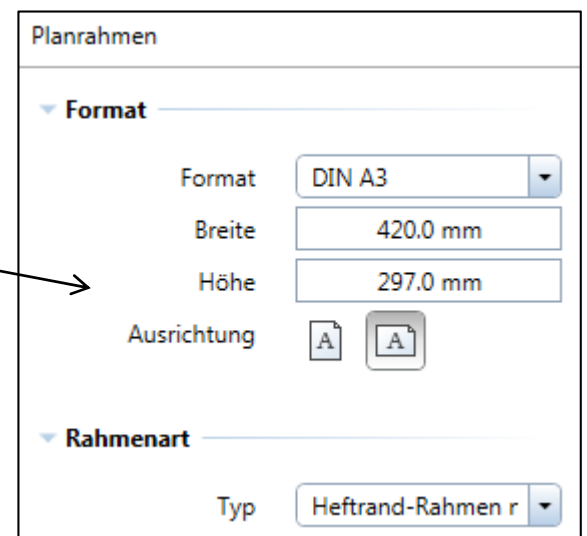 Planrahmen
Format
Format DIN A3
Breite 420.0 mm
Höhe 297.0 mm
Ausrichtung A A
Rahmenart
Typ Heftrand-Rahmen r